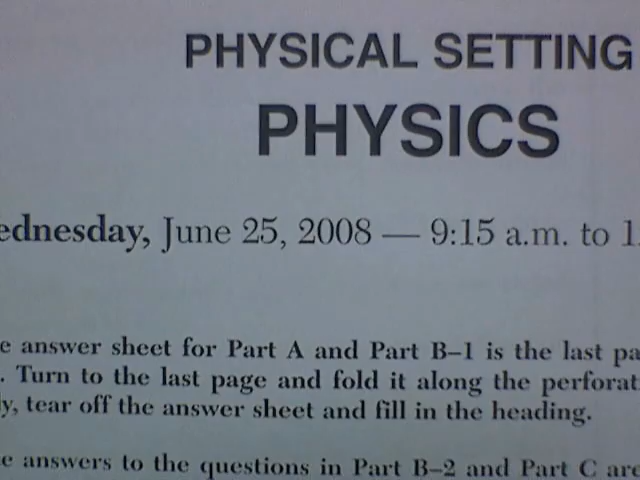 PHYSICAL SETTING
PHYSICS
ednesday, June 25, 2008 — 9:15 a.m. to 1
e answer sheet for Part A and Part B–1 is the last pa
. Turn to the last page and fold it along the perforat
y, tear off the answer sheet and fill in the heading.
e answers to the questions in Part B–2 and Part C are